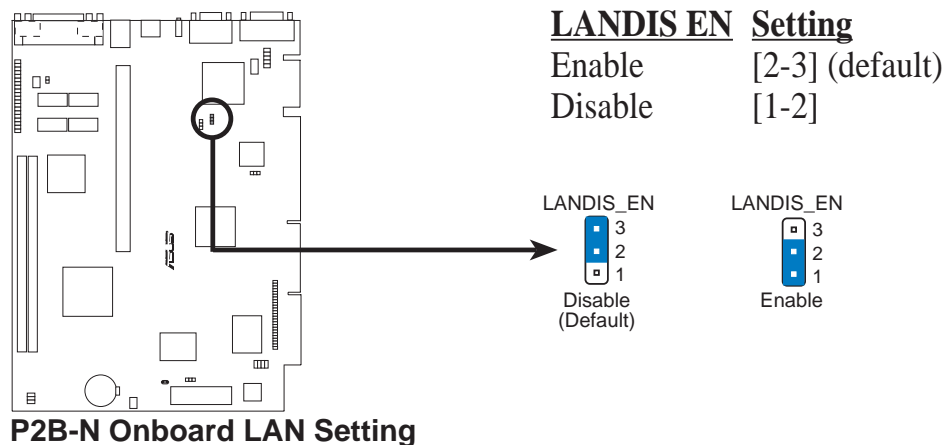 LANDIS EN Setting
Enable [2-3] (default)
Disable [1-2]
LANDIS_EN
3
2
1
Disable
(Default)
LANDIS_EN
3
2
1
Enable
ASUS
P2B-N Onboard LAN Setting